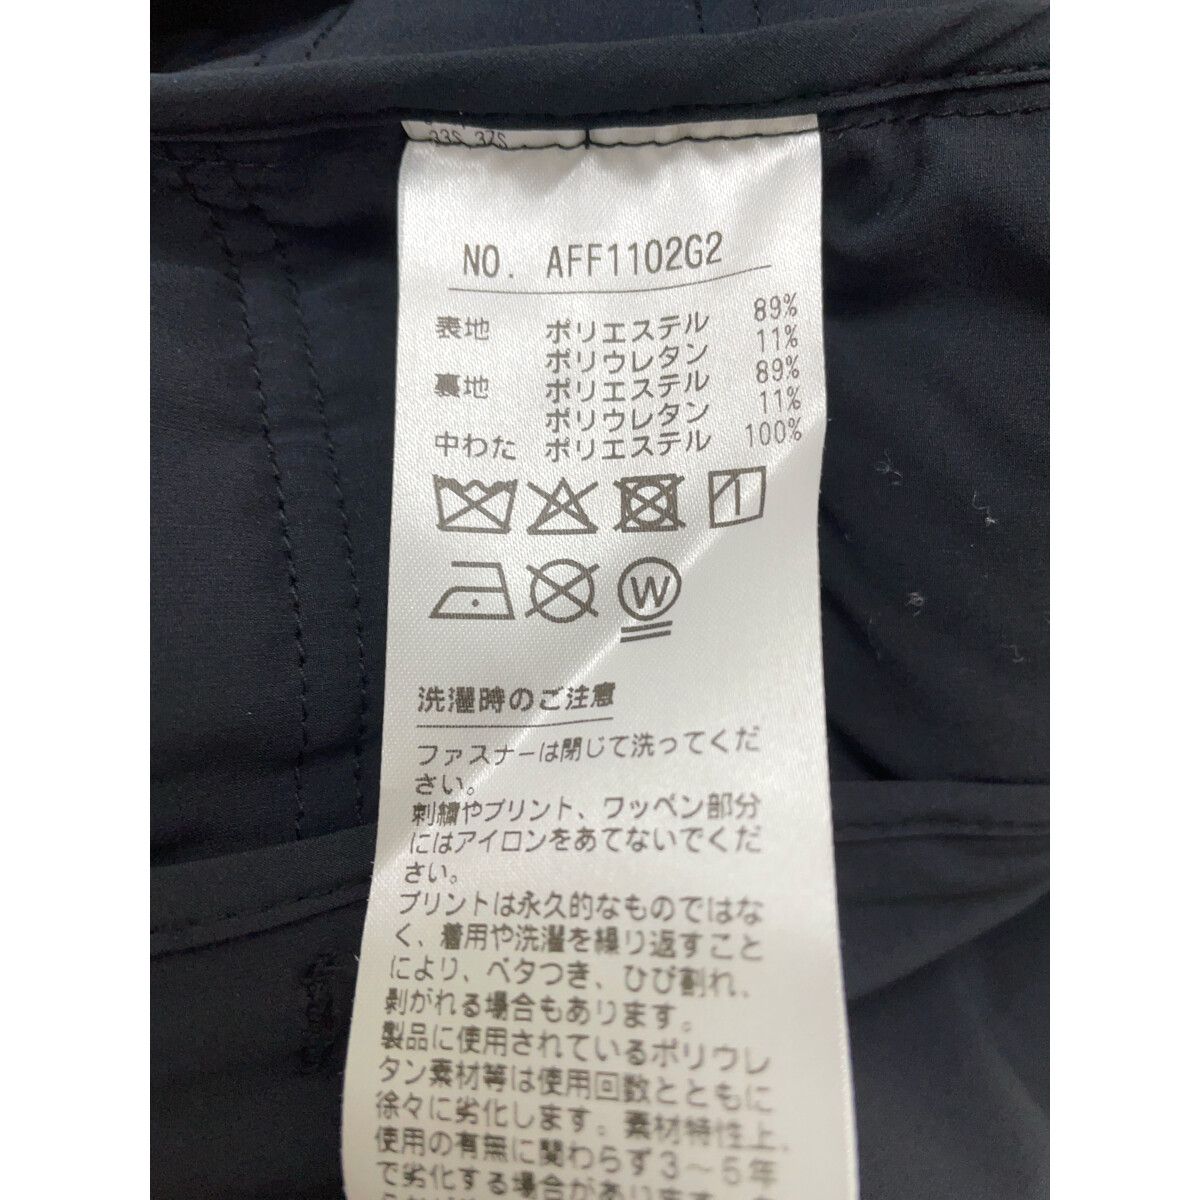 33S 37S
NO. AFF1102G2
表地 ポリエステル 89%
ポリウレタン 11%
裏地 ポリエステル 89%
ポリウレタン 11%
中わた ポリエステル 100%
W
洗濯時のご注意
ファスナーは閉じて洗ってくだ
さい。
刺繍やプリント、ワッペン部分
にはアイロンをあてないでくだ
さい。
プリントは永久的なものではな
く、着用や洗濯を繰り返すこと
により、ベタつき、ひび割れ、
剥がれる場合もあります。
製品に使用されているポリウレ
タン素材等は使用回数とともに
徐々に劣化します。素材特性上、
使用の有無に関わらず3～5年
で劣化する場合があります。